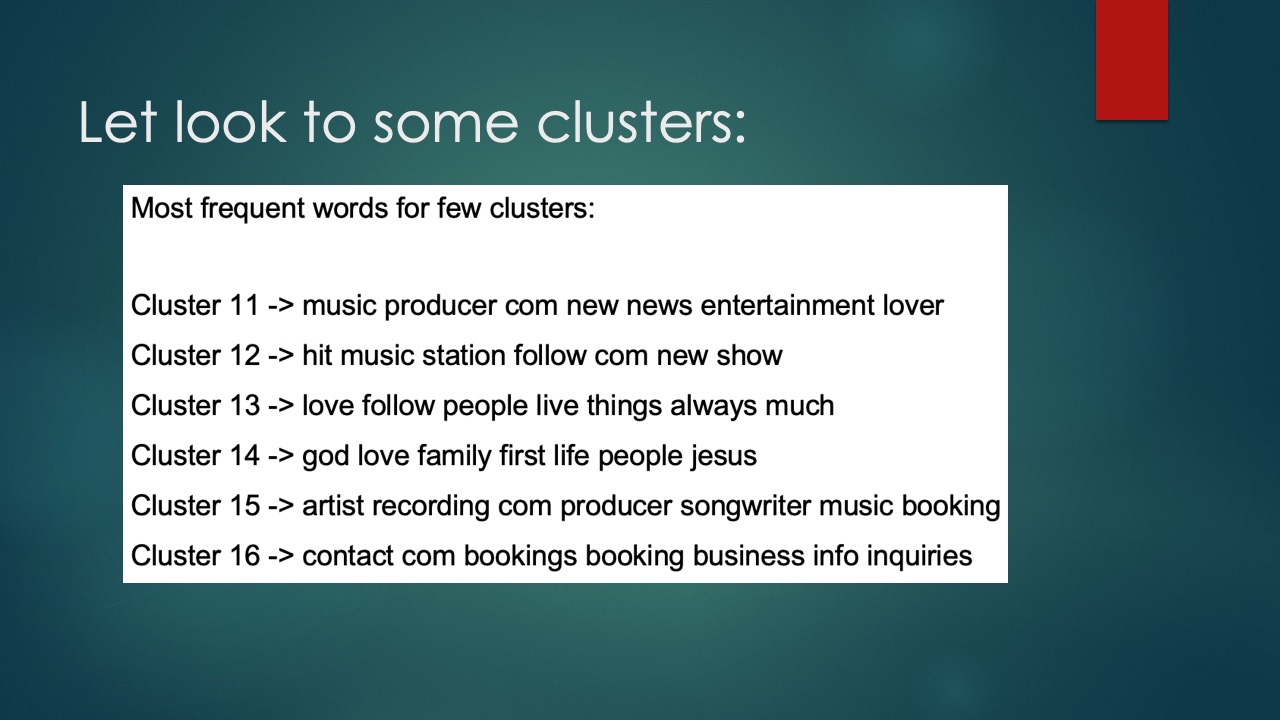 Let look to some clusters:
Most frequent words for few clusters:
Cluster 11 -> music producer com new news entertainment lover
Cluster 12 -> hit music station follow com new show
Cluster 13 -> love follow people live things always much
Cluster 14 -> god love family first life people jesus
Cluster 15 -> artist recording com producer songwriter music booking
Cluster 16 -> contact com bookings booking business info inquiries